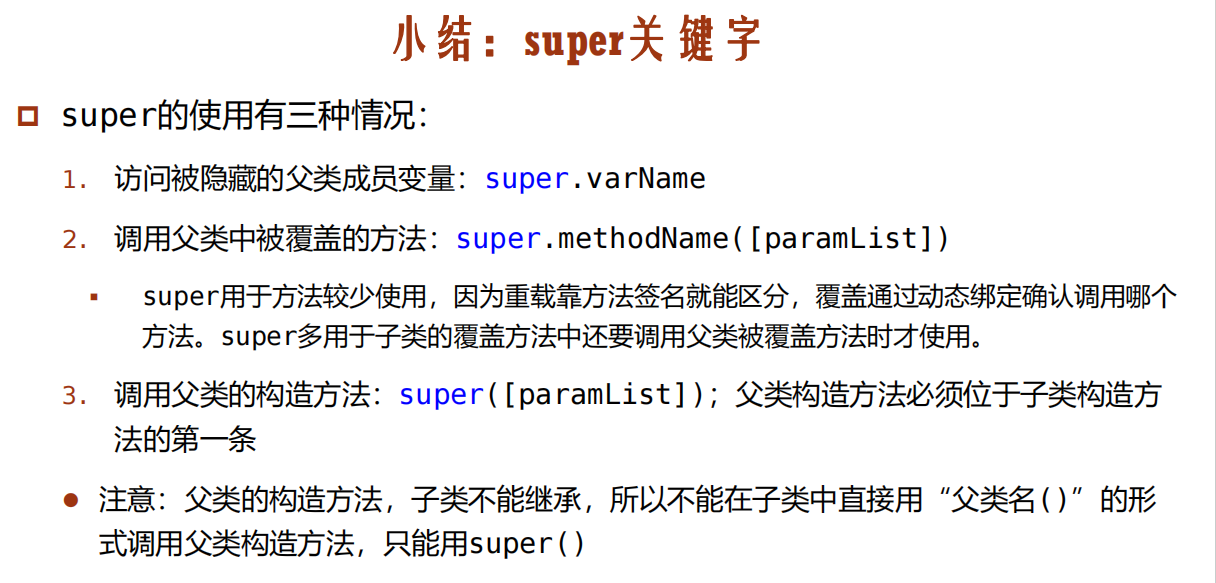 小结：super关键字
super的使用有三种情况：
1. 访问被隐藏的父类成员变量：super.varName
2. 调用父类中被覆盖的方法：super.methodName([paramList])
super用于方法较少使用，因为重载靠方法签名就能区分，覆盖通过动态绑定确认调用哪个
方法。super多用于子类的覆盖方法中还要调用父类被覆盖方法时才使用。
3. 调用父类的构造方法：super([paramList])；父类构造方法必须位于子类构造方
法的第一条
注意：父类的构造方法，子类不能继承，所以不能在子类中直接用“父类名()”的形
式调用父类构造方法，只能用super()